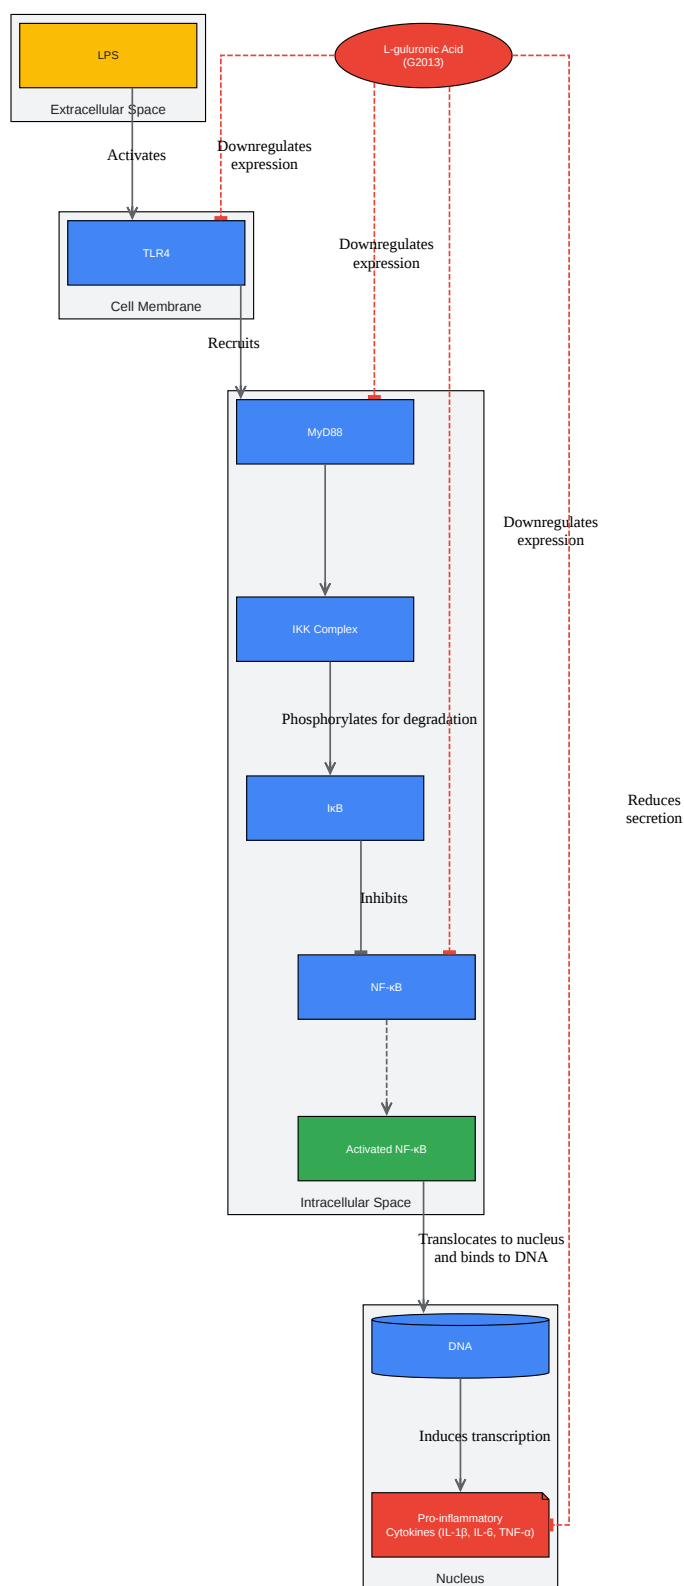 LPS
Extracellular Space
L-guluronic Acid
(G2013)
Activates
Downregulates
expression
Downregulates
expression
TLR4
Cell Membrane
Recruits
MyD88
Downregulates
expression
IKK Complex
Phosphorylates for degradation
IκB
Reduces
secretion
Inhibits
NF-κB
Activated NF-κB
Intracellular Space
Translocates to nucleus
and binds to DNA
DNA
Induces transcription
Pro-inflammatory
Cytokines (IL-1β, IL-6, TNF-α)
Nucleus